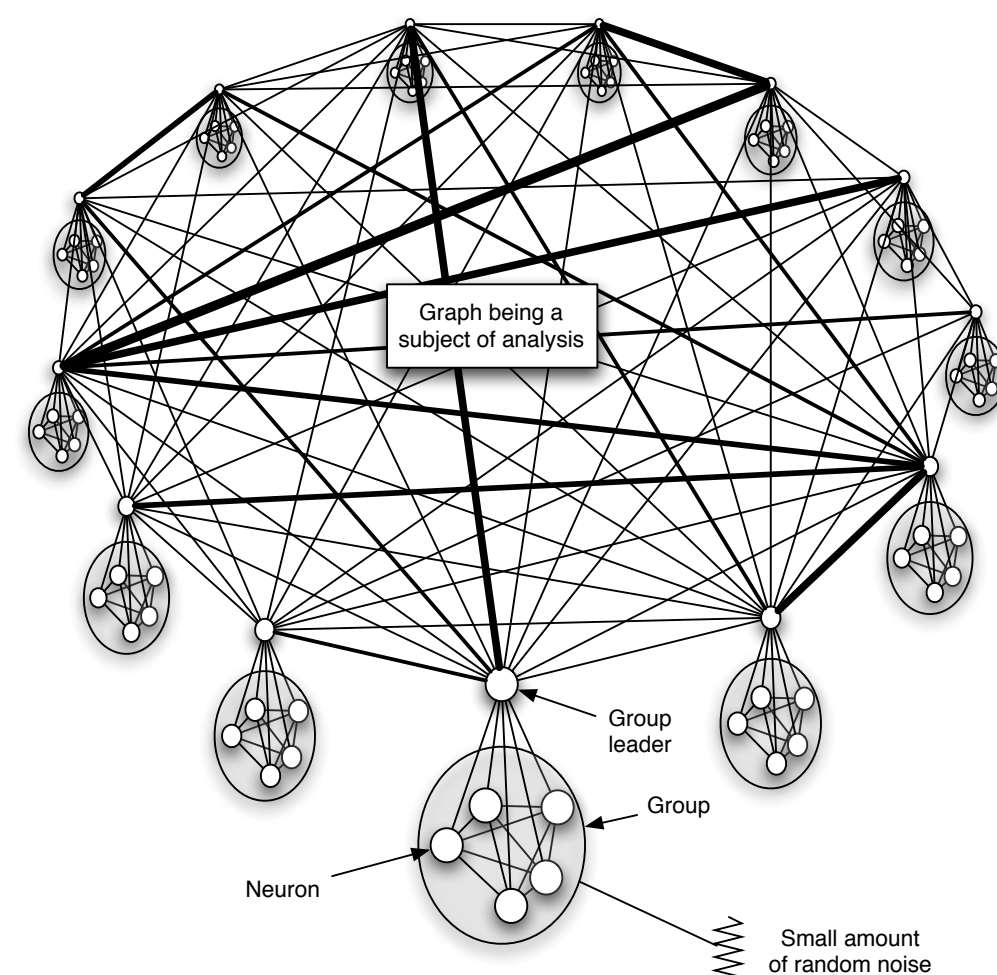 Graph being a
subject of analysis
Group
leader
Group
Neuron
Small amount
of random noise